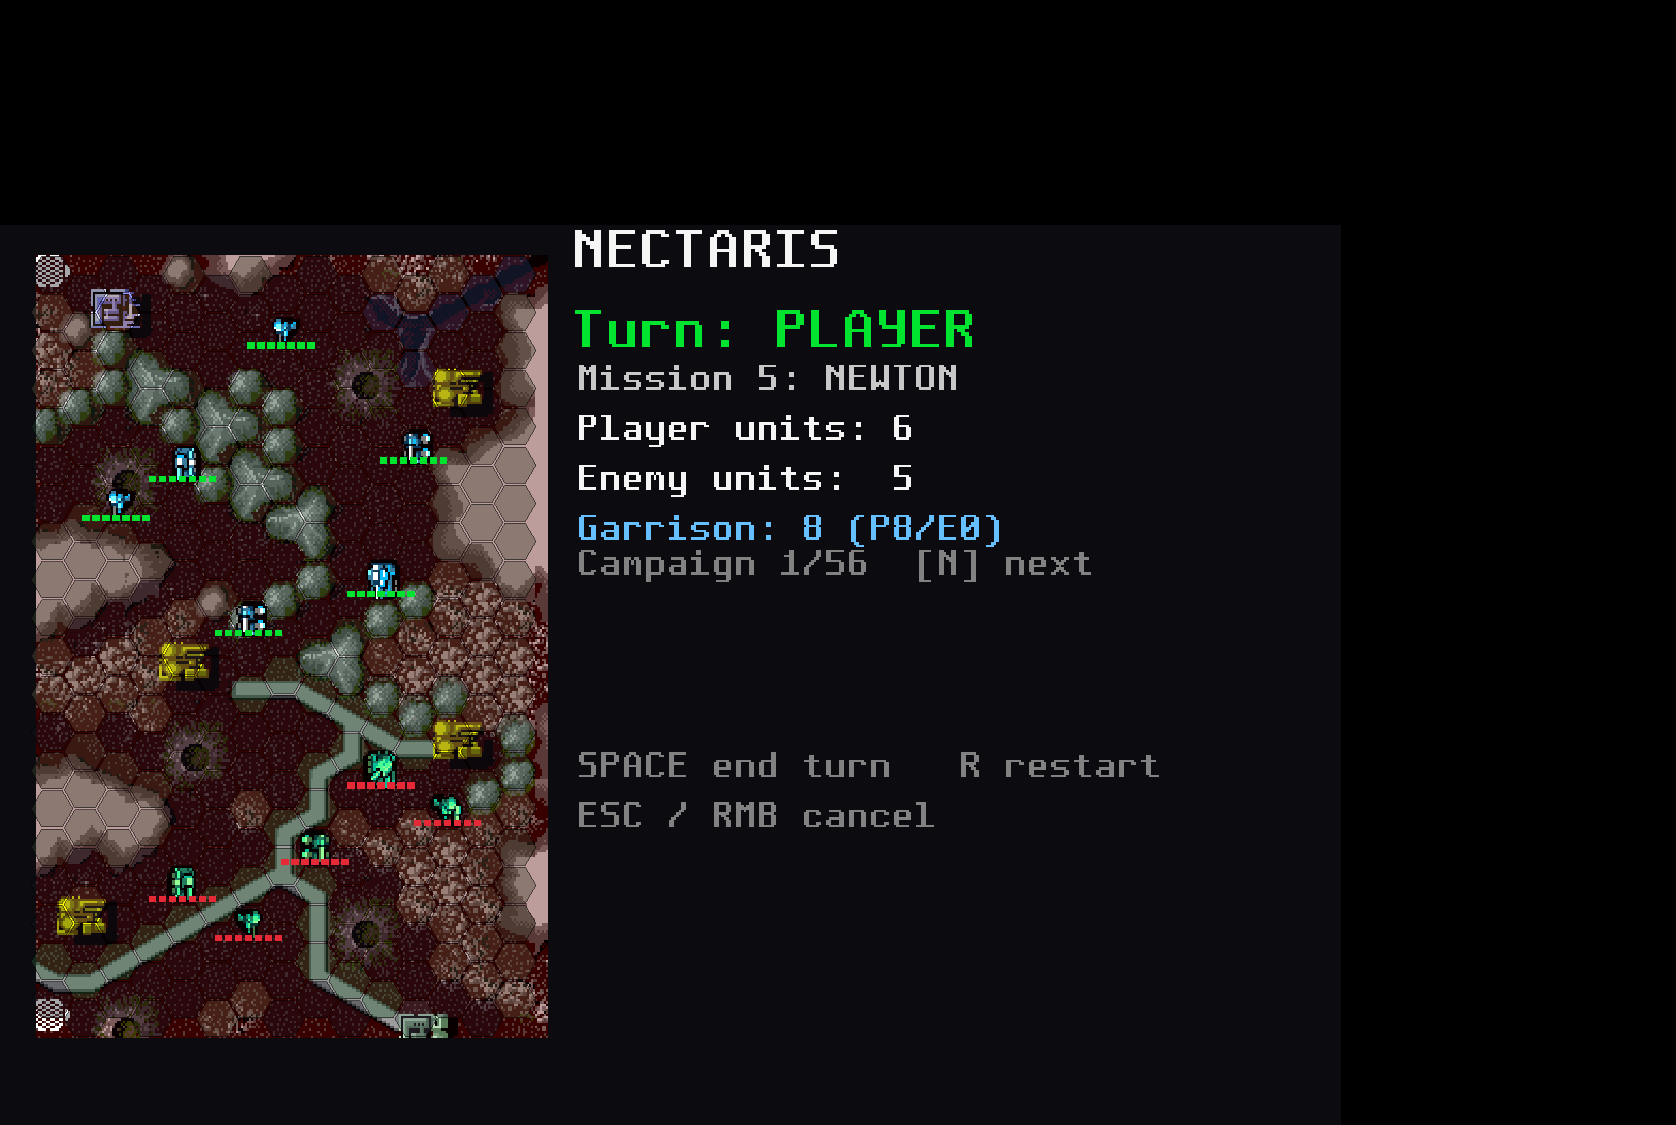 NECTARIS
Turn: PLAYER
Mission 5: NEWTON
Player units: 6
Enemy units: 5
Garrison: 8 (P8/E0)
Campaign 1/56 [N] next
SPACE end turn R restart
ESC / RMB cancel